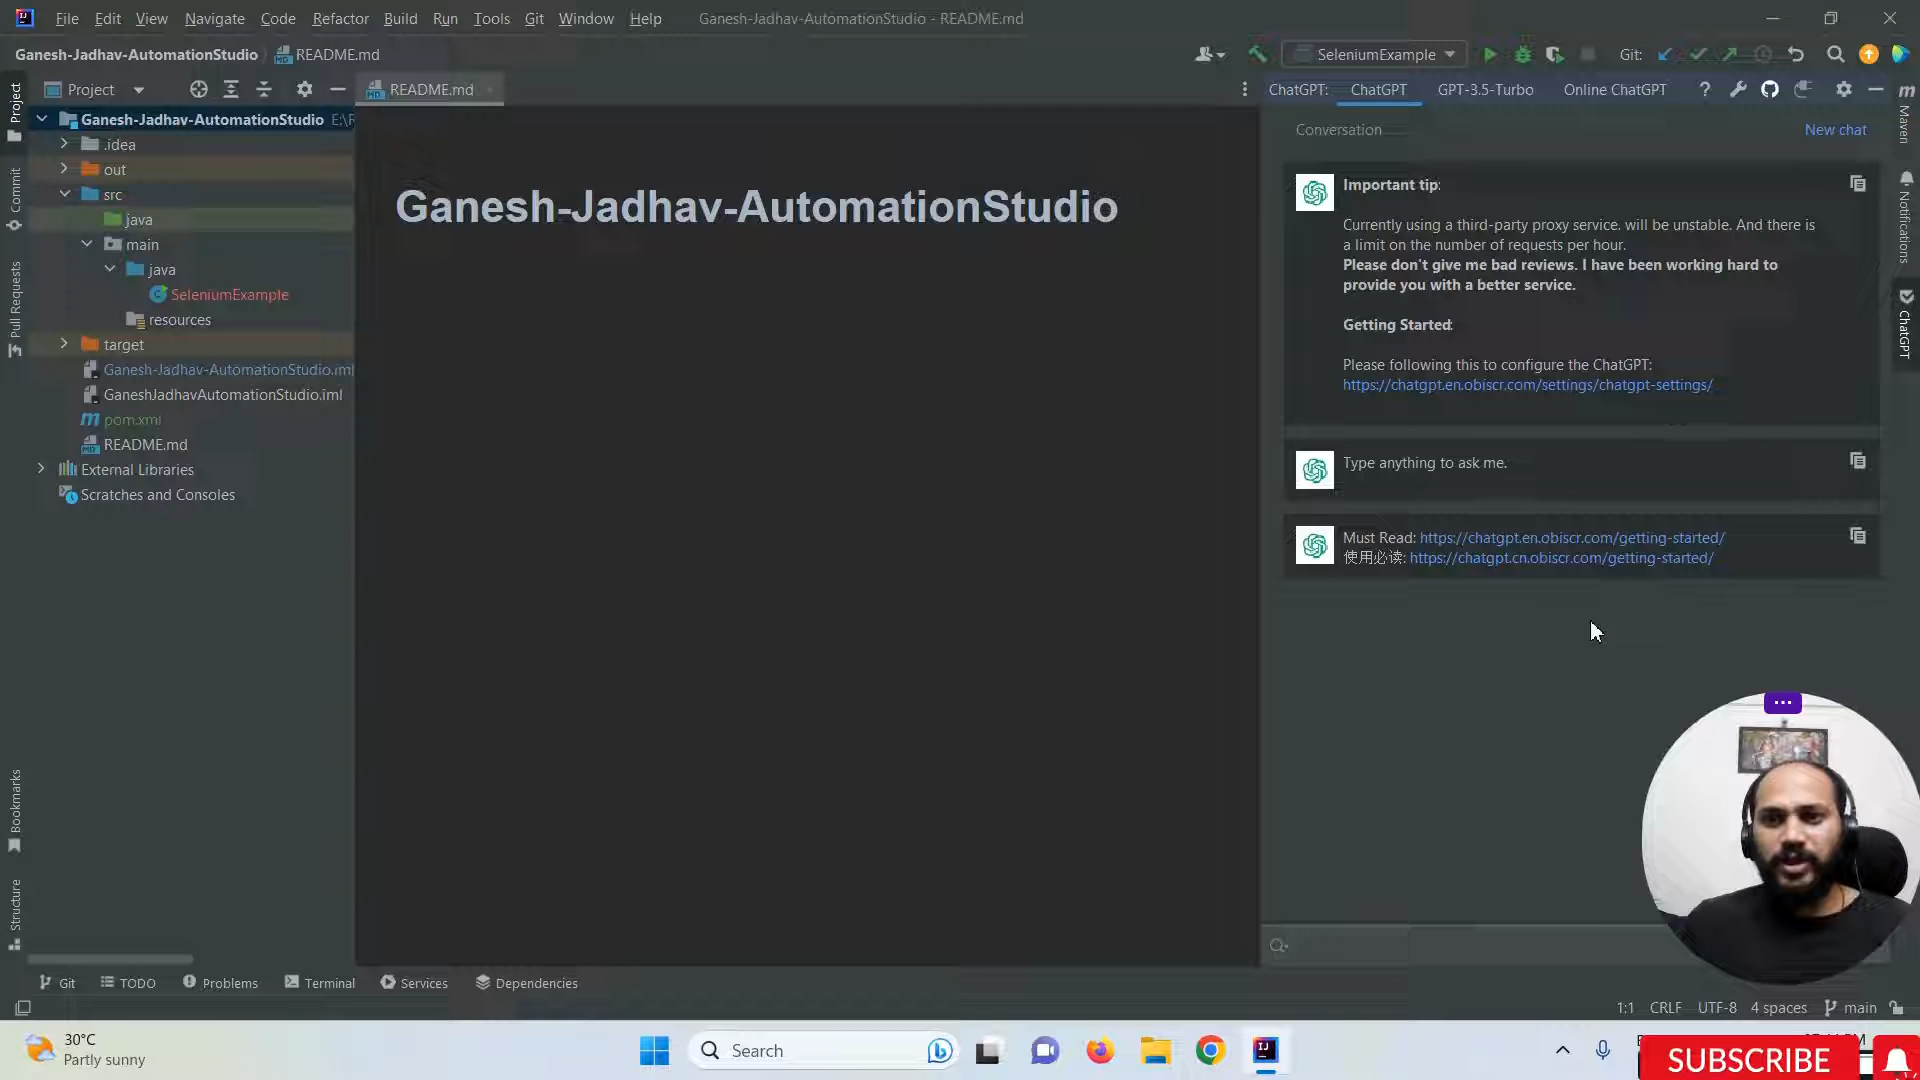 File Edit View Navigate Code Refactor Build Run Tools Git Window Help Ganesh-Jadhav-AutomationStudio - README.md
Ganesh-Jadhav-AutomationStudio README.md SeleniumExample Git:
Project README.md ChatGPT: ChatGPT GPT-3.5-Turbo Online ChatGPT
Project
Commit
Pull Requests
Bookmarks
Structure
Ganesh-Jadhav-AutomationStudio
.idea
out
src
java
main
java
SeleniumExample
resources
target
Ganesh-Jadhav-AutomationStudio.iml
GaneshJadhavAutomationStudio.iml
pom.xml
README.md
External Libraries
Scratches and Consoles
Ganesh-Jadhav-AutomationStudio
Conversation New chat
Important tip:
Currently using a third-party proxy service. will be unstable. And there is
a limit on the number of requests per hour.
Please don't give me bad reviews. I have been working hard to
provide you with a better service.
Getting Started:
Please following this to configure the ChatGPT:
https://chatgpt.en.obiscr.com/settings/chatgpt-settings/
Type anything to ask me.
Must Read: https://chatgpt.en.obiscr.com/getting-started/
使用必读: https://chatgpt.cn.obiscr.com/getting-started/
Maven
Notifications
ChatGPT
Git TODO Problems Terminal Services Dependencies
1:1 CRLF UTF-8 4 spaces main
30°C
Partly sunny
Search
SUBSCRIBE